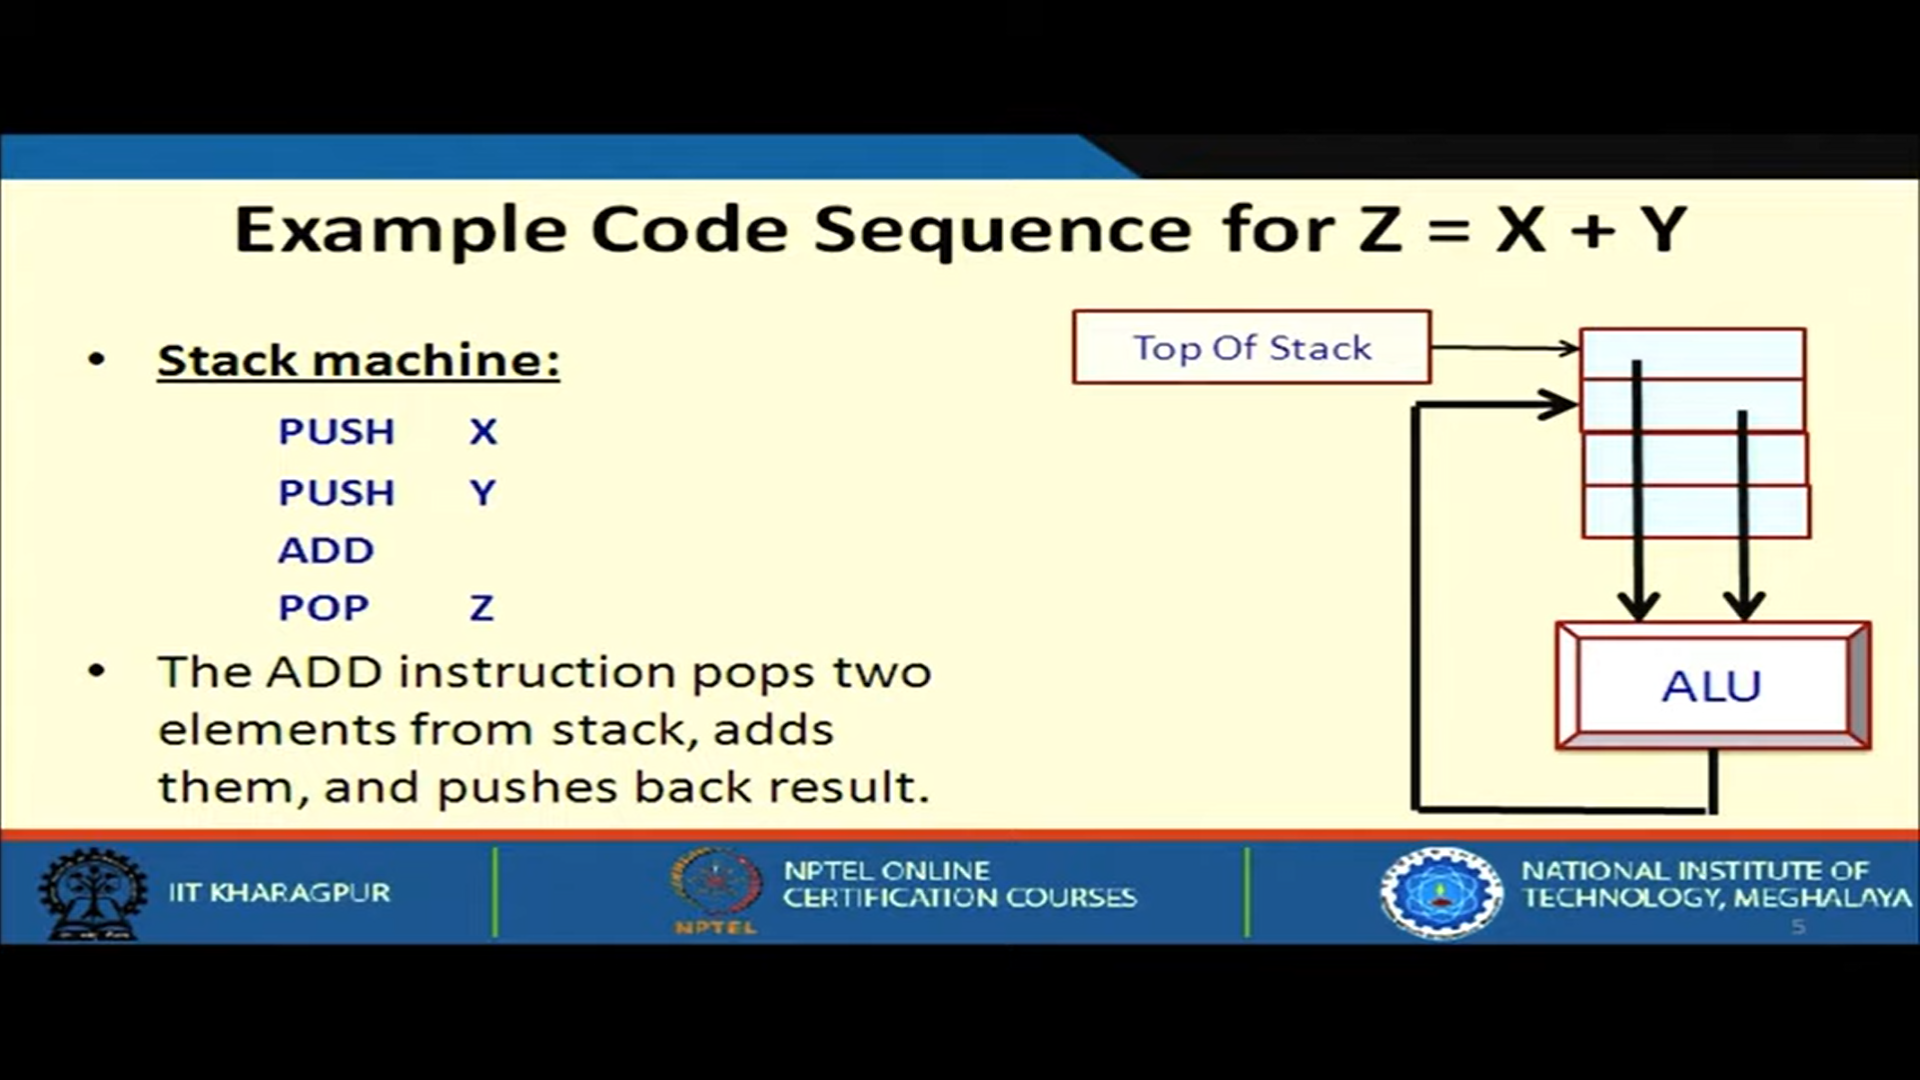 Example Code Sequence for Z = X + Y
• Stack machine:
PUSH X
PUSH Y
ADD
POP Z
• The ADD instruction pops two
elements from stack, adds
them, and pushes back result.
Top Of Stack
ALU
IIT KHARAGPUR
NPTEL
NPTEL ONLINE
CERTIFICATION COURSES
NATIONAL INSTITUTE OF
TECHNOLOGY, MEGHALAYA
5